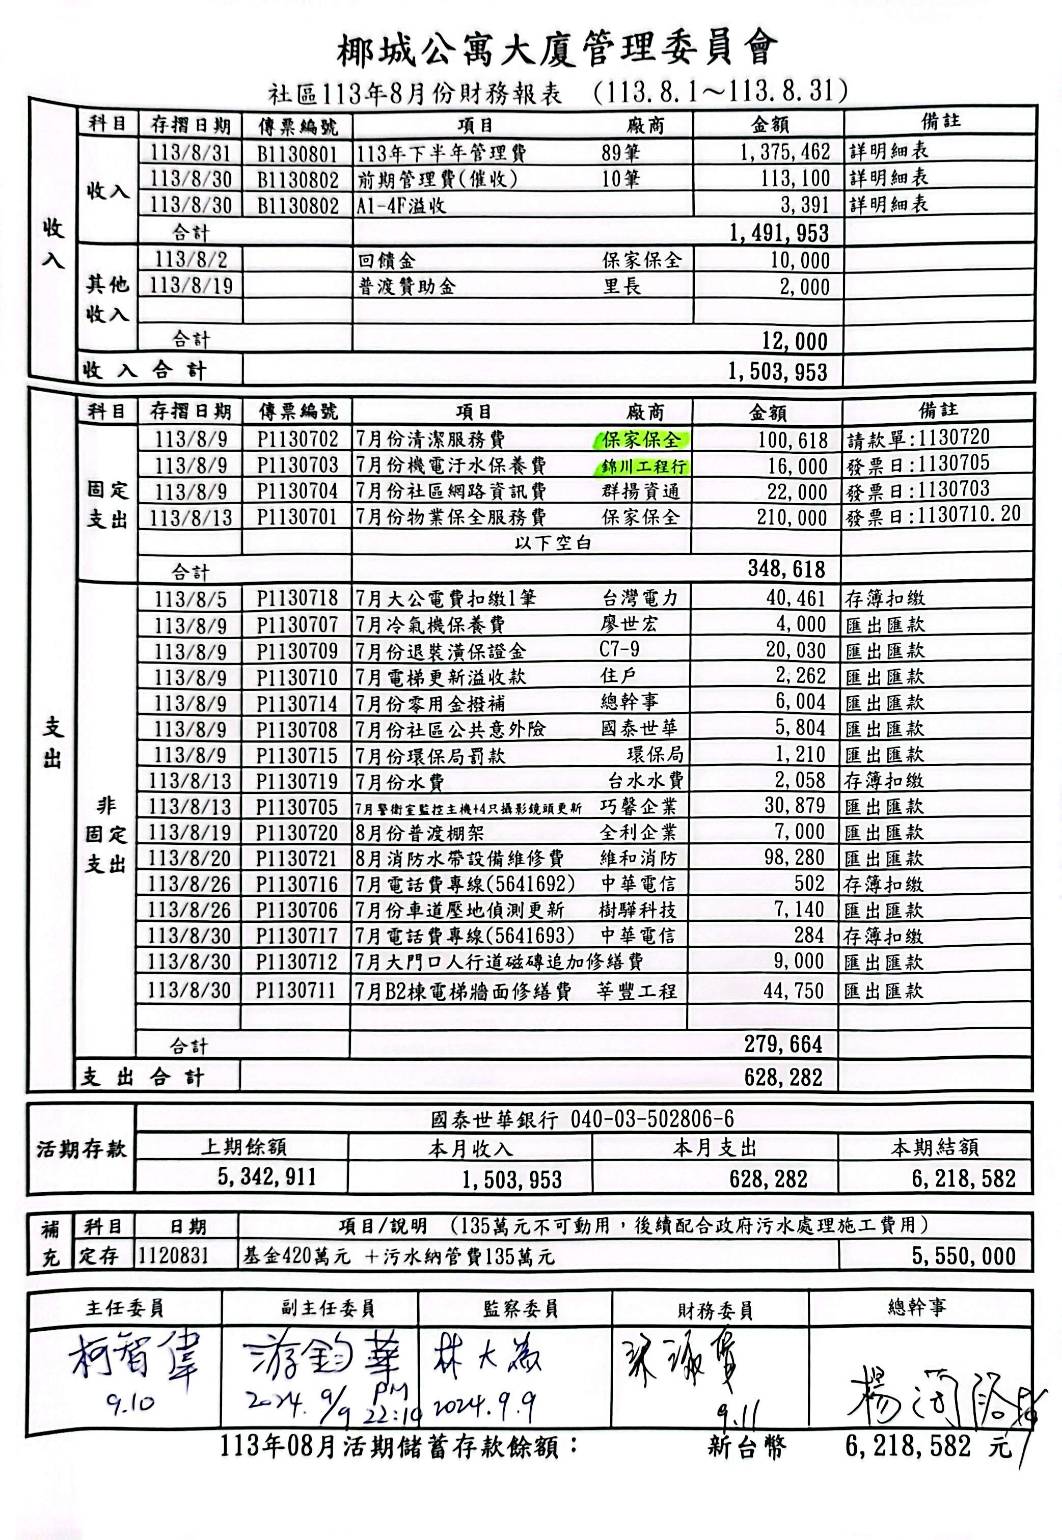 椰城公寓大廈管理委員會
社區113年8月份財務報表 (113.8.1~113.8.31)
收入
科目 存摺日期 傳票編號 項目 廠商 金額 備註
收入
113/8/31 B1130801 113年下半年管理費 89筆 1,375,462 詳明細表
113/8/30 B1130802 前期管理費(催收) 10筆 113,100 詳明細表
113/8/30 B1130802 A1-4F溢收 3,391 詳明細表
合計 1,491,953
其他收入
113/8/2 回饋金 保家保全 10,000
113/8/19 普渡贊助金 里長 2,000
合計 12,000
收入合計 1,503,953
支出
科目 存摺日期 傳票編號 項目 廠商 金額 備註
固定支出
113/8/9 P1130702 7月份清潔服務費 保家保全 100,618 請款單:1130720
113/8/9 P1130703 7月份機電汙水保養費 錦川工程行 16,000 發票日:1130705
113/8/9 P1130704 7月份社區網路資訊費 群揚資通 22,000 發票日:1130703
113/8/13 P1130701 7月份物業保全服務費 保家保全 210,000 發票日:1130710.20
以下空白
合計 348,618
非固定支出
113/8/5 P1130718 7月大公電費扣繳1筆 台灣電力 40,461 存簿扣繳
113/8/9 P1130707 7月冷氣機保養費 廖世宏 4,000 匯出匯款
113/8/9 P1130709 7月份退裝潢保證金 C7-9 20,030 匯出匯款
113/8/9 P1130710 7月電梯更新溢收款 住戶 2,262 匯出匯款
113/8/9 P1130714 7月份零用金撥補 總幹事 6,004 匯出匯款
113/8/9 P1130708 7月份社區公共意外險 國泰世華 5,804 匯出匯款
113/8/9 P1130715 7月份環保局罰款 環保局 1,210 匯出匯款
113/8/13 P1130719 7月份水費 台水水費 2,058 存簿扣繳
113/8/13 P1130705 7月警衛室監控主機+4只攝影鏡頭更新 巧馨企業 30,879 匯出匯款
113/8/19 P1130720 8月份普渡棚架 全利企業 7,000 匯出匯款
113/8/20 P1130721 8月消防水帶設備維修費 維和消防 98,280 匯出匯款
113/8/26 P1130716 7月電話費專線(5641692) 中華電信 502 存簿扣繳
113/8/26 P1130706 7月份車道壓地偵測更新 樹驊科技 7,140 匯出匯款
113/8/30 P1130717 7月電話費專線(5641693) 中華電信 284 存簿扣繳
113/8/30 P1130712 7月大門口人行道磁磚追加修繕費 9,000 匯出匯款
113/8/30 P1130711 7月B2棟電梯牆面修繕費 莘豐工程 44,750 匯出匯款
合計 279,664
支出合計 628,282
活期存款
國泰世華銀行 040-03-502806-6
上期餘額 本月收入 本月支出 本期結額
5,342,911 1,503,953 628,282 6,218,582
補充
科目 日期 項目/說明 (135萬元不可動用,後續配合政府污水處理施工費用)
定存 1120831 基金420萬元 +污水納管費135萬元 5,550,000
主任委員 副主任委員 監察委員 財務委員 總幹事
柯智偉 游鈞華 林大為
9.10 2024.9/9 PM 22:19 2024.9.9 9.11
113年08月活期儲蓄存款餘額: 新台幣 6,218,582 元